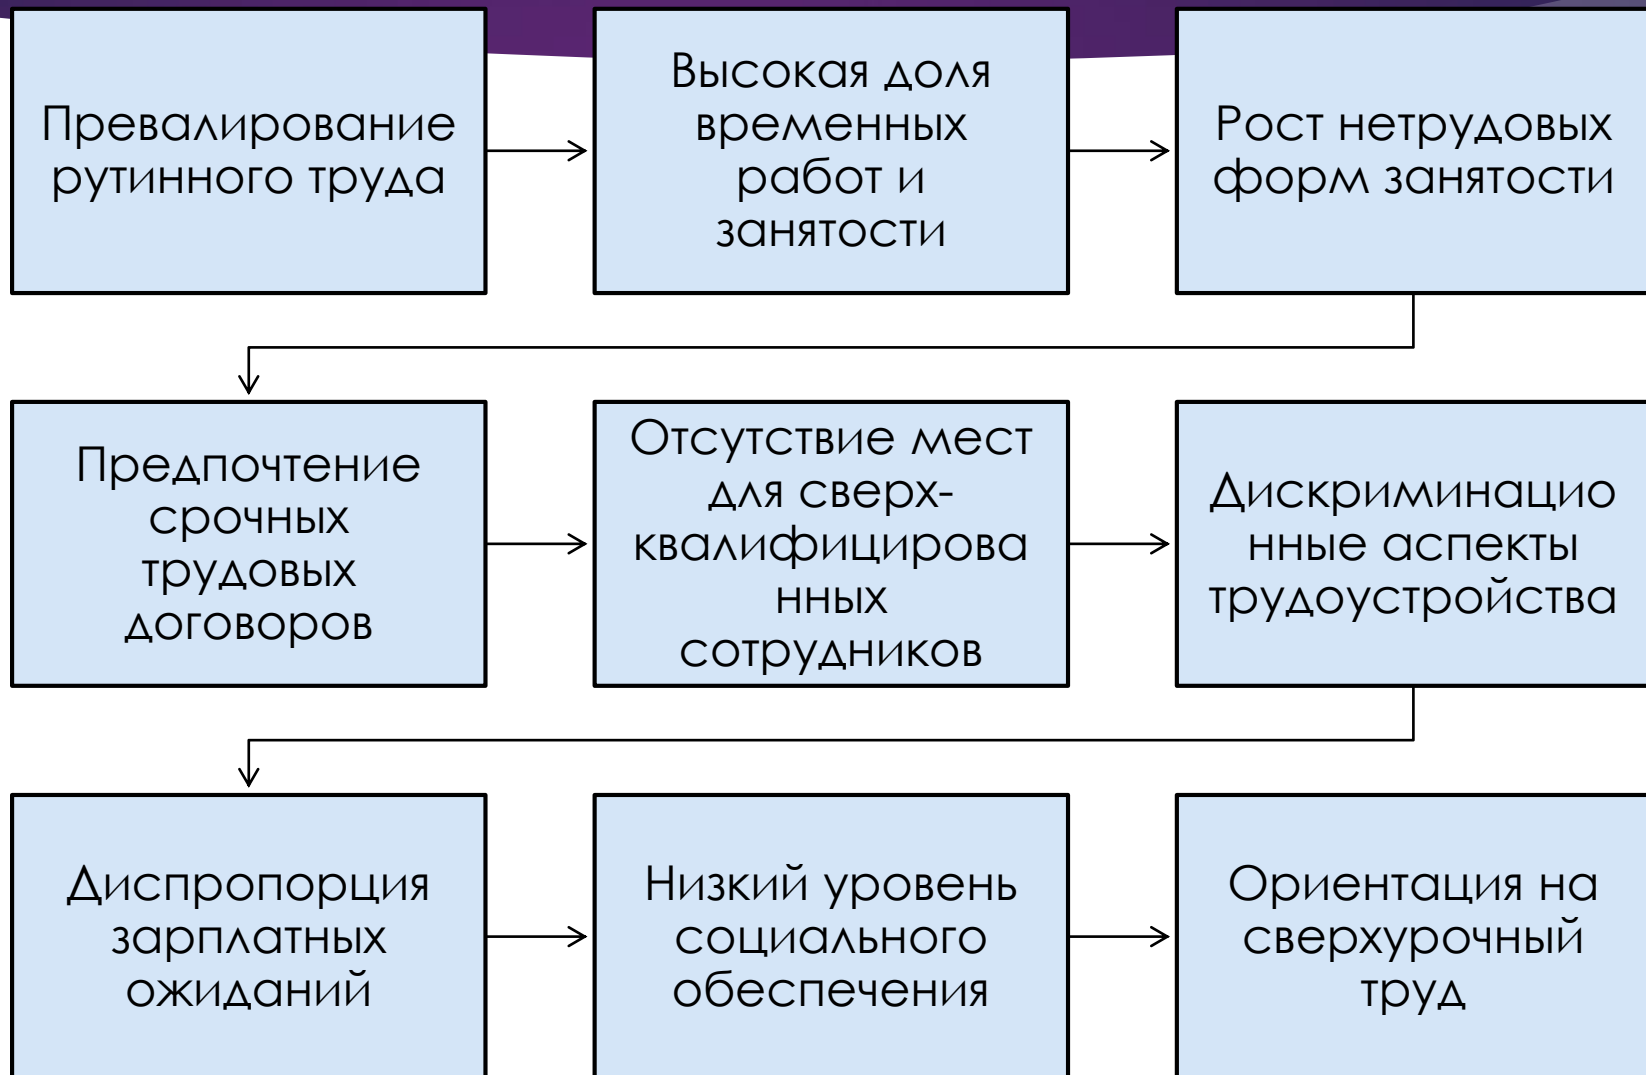 Превалирование
рутинного труда
Высокая доля
временных
работ и
занятости
Рост нетрудовых
форм занятости
Предпочтение
срочных
трудовых
договоров
Отсутствие мест
для сверх-
квалифицирова
нных
сотрудников
Дискриминацио
нные аспекты
трудоустройства
Диспропорция
зарплатных
ожиданий
Низкий уровень
социального
обеспечения
Ориентация на
сверхурочный
труд